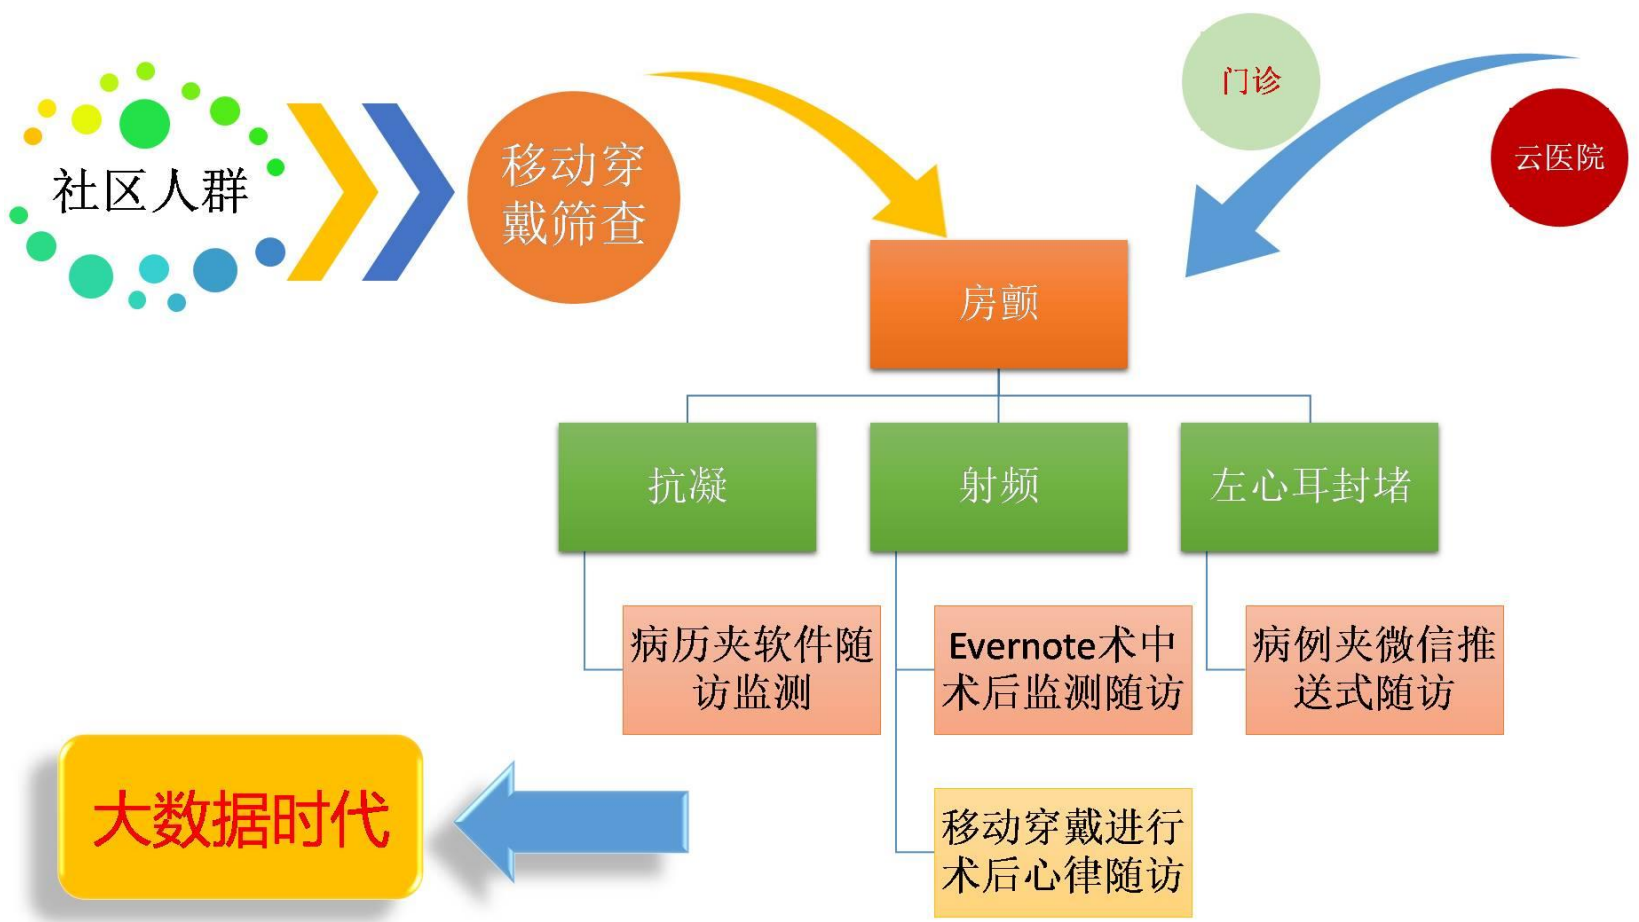 门诊
社区人群
移动穿
戴筛查
云医院
房颤
抗凝
射频
左心耳封堵
病历夹软件随
访监测
Evernote术中
术后监测随访
病例夹微信推
送式随访
大数据时代
移动穿戴进行
术后心律随访